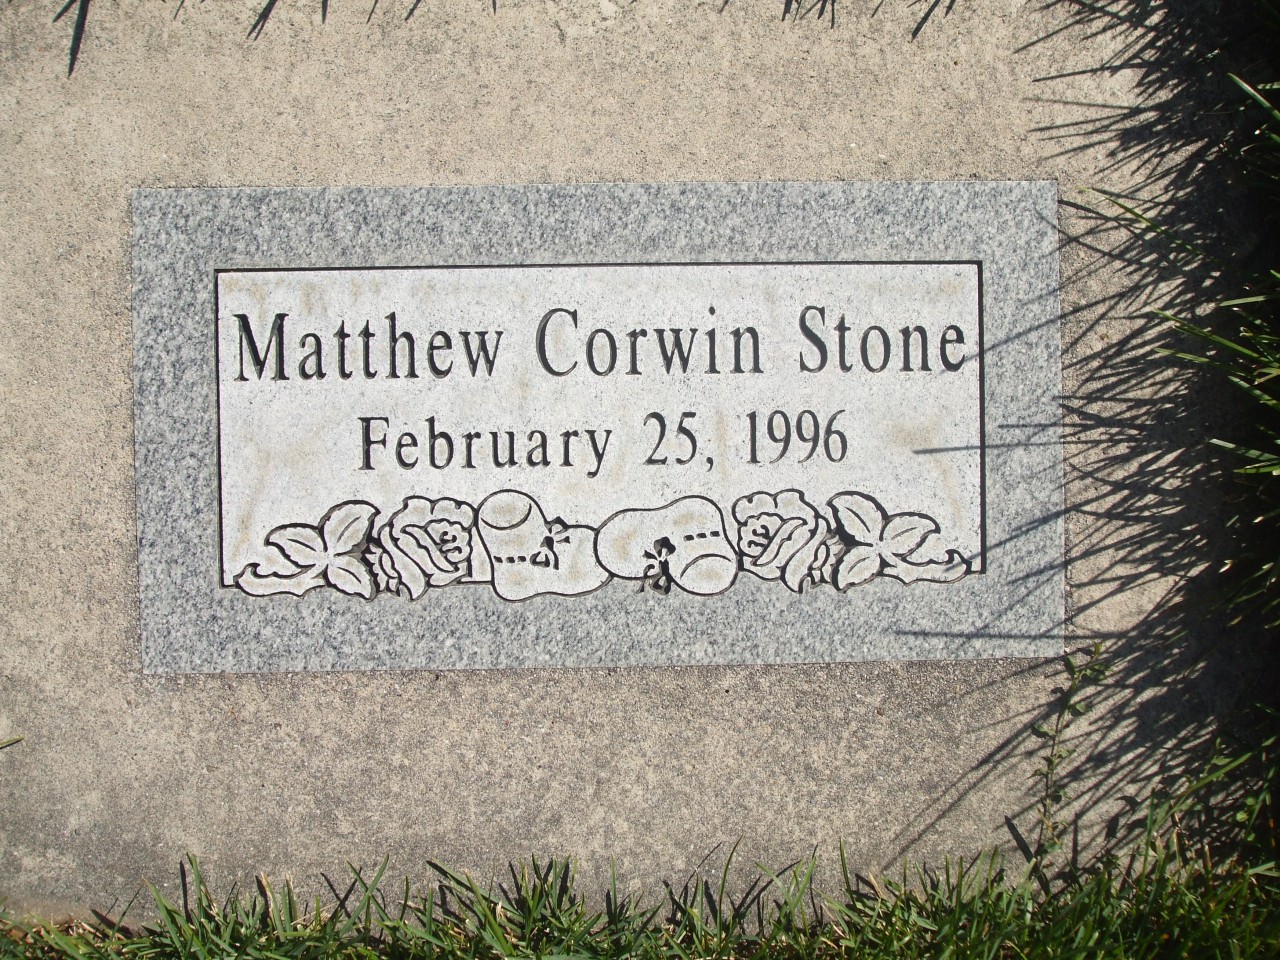 Matthew Corwin Stone
February 25, 1996